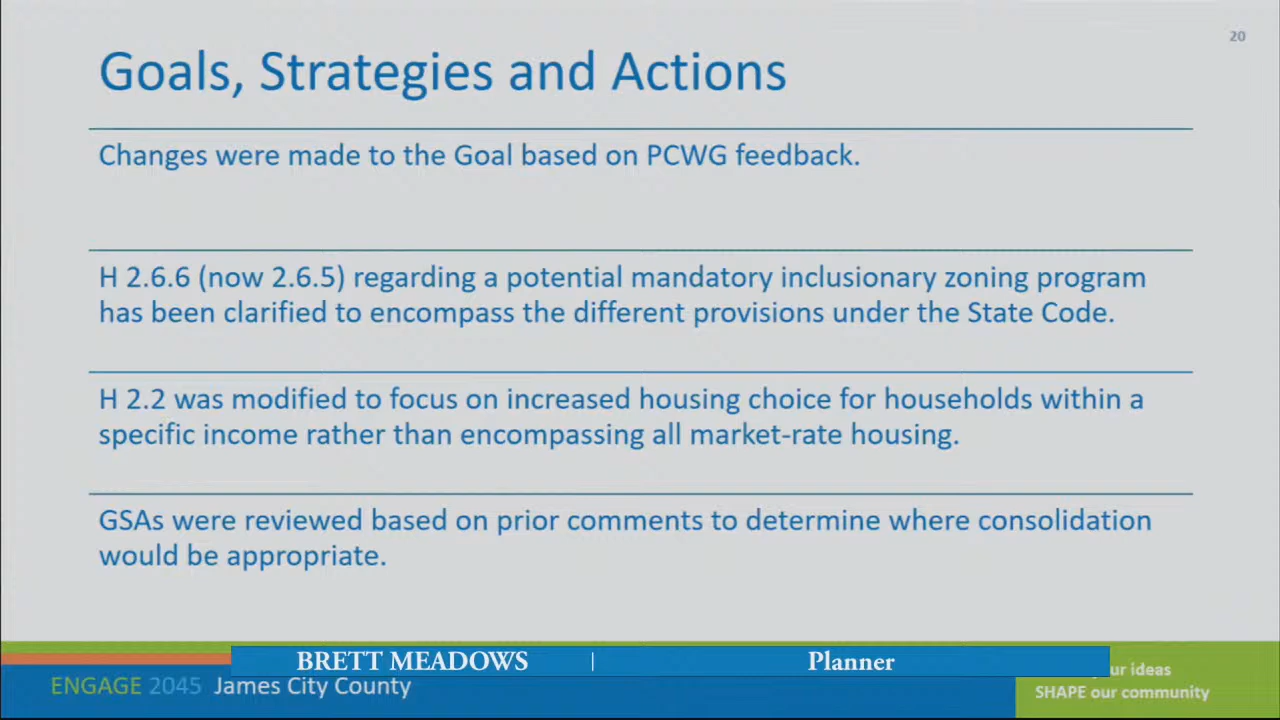 20
Goals, Strategies and Actions
Changes were made to the Goal based on PCWG feedback.
H 2.6.6 (now 2.6.5) regarding a potential mandatory inclusionary zoning program
has been clarified to encompass the different provisions under the State Code.
H 2.2 was modified to focus on increased housing choice for households within a
specific income rather than encompassing all market-rate housing.
GSAs were reviewed based on prior comments to determine where consolidation
would be appropriate.
BRETT MEADOWS | Planner
ENGAGE 2045 James City County
ideas
SHAPE our community